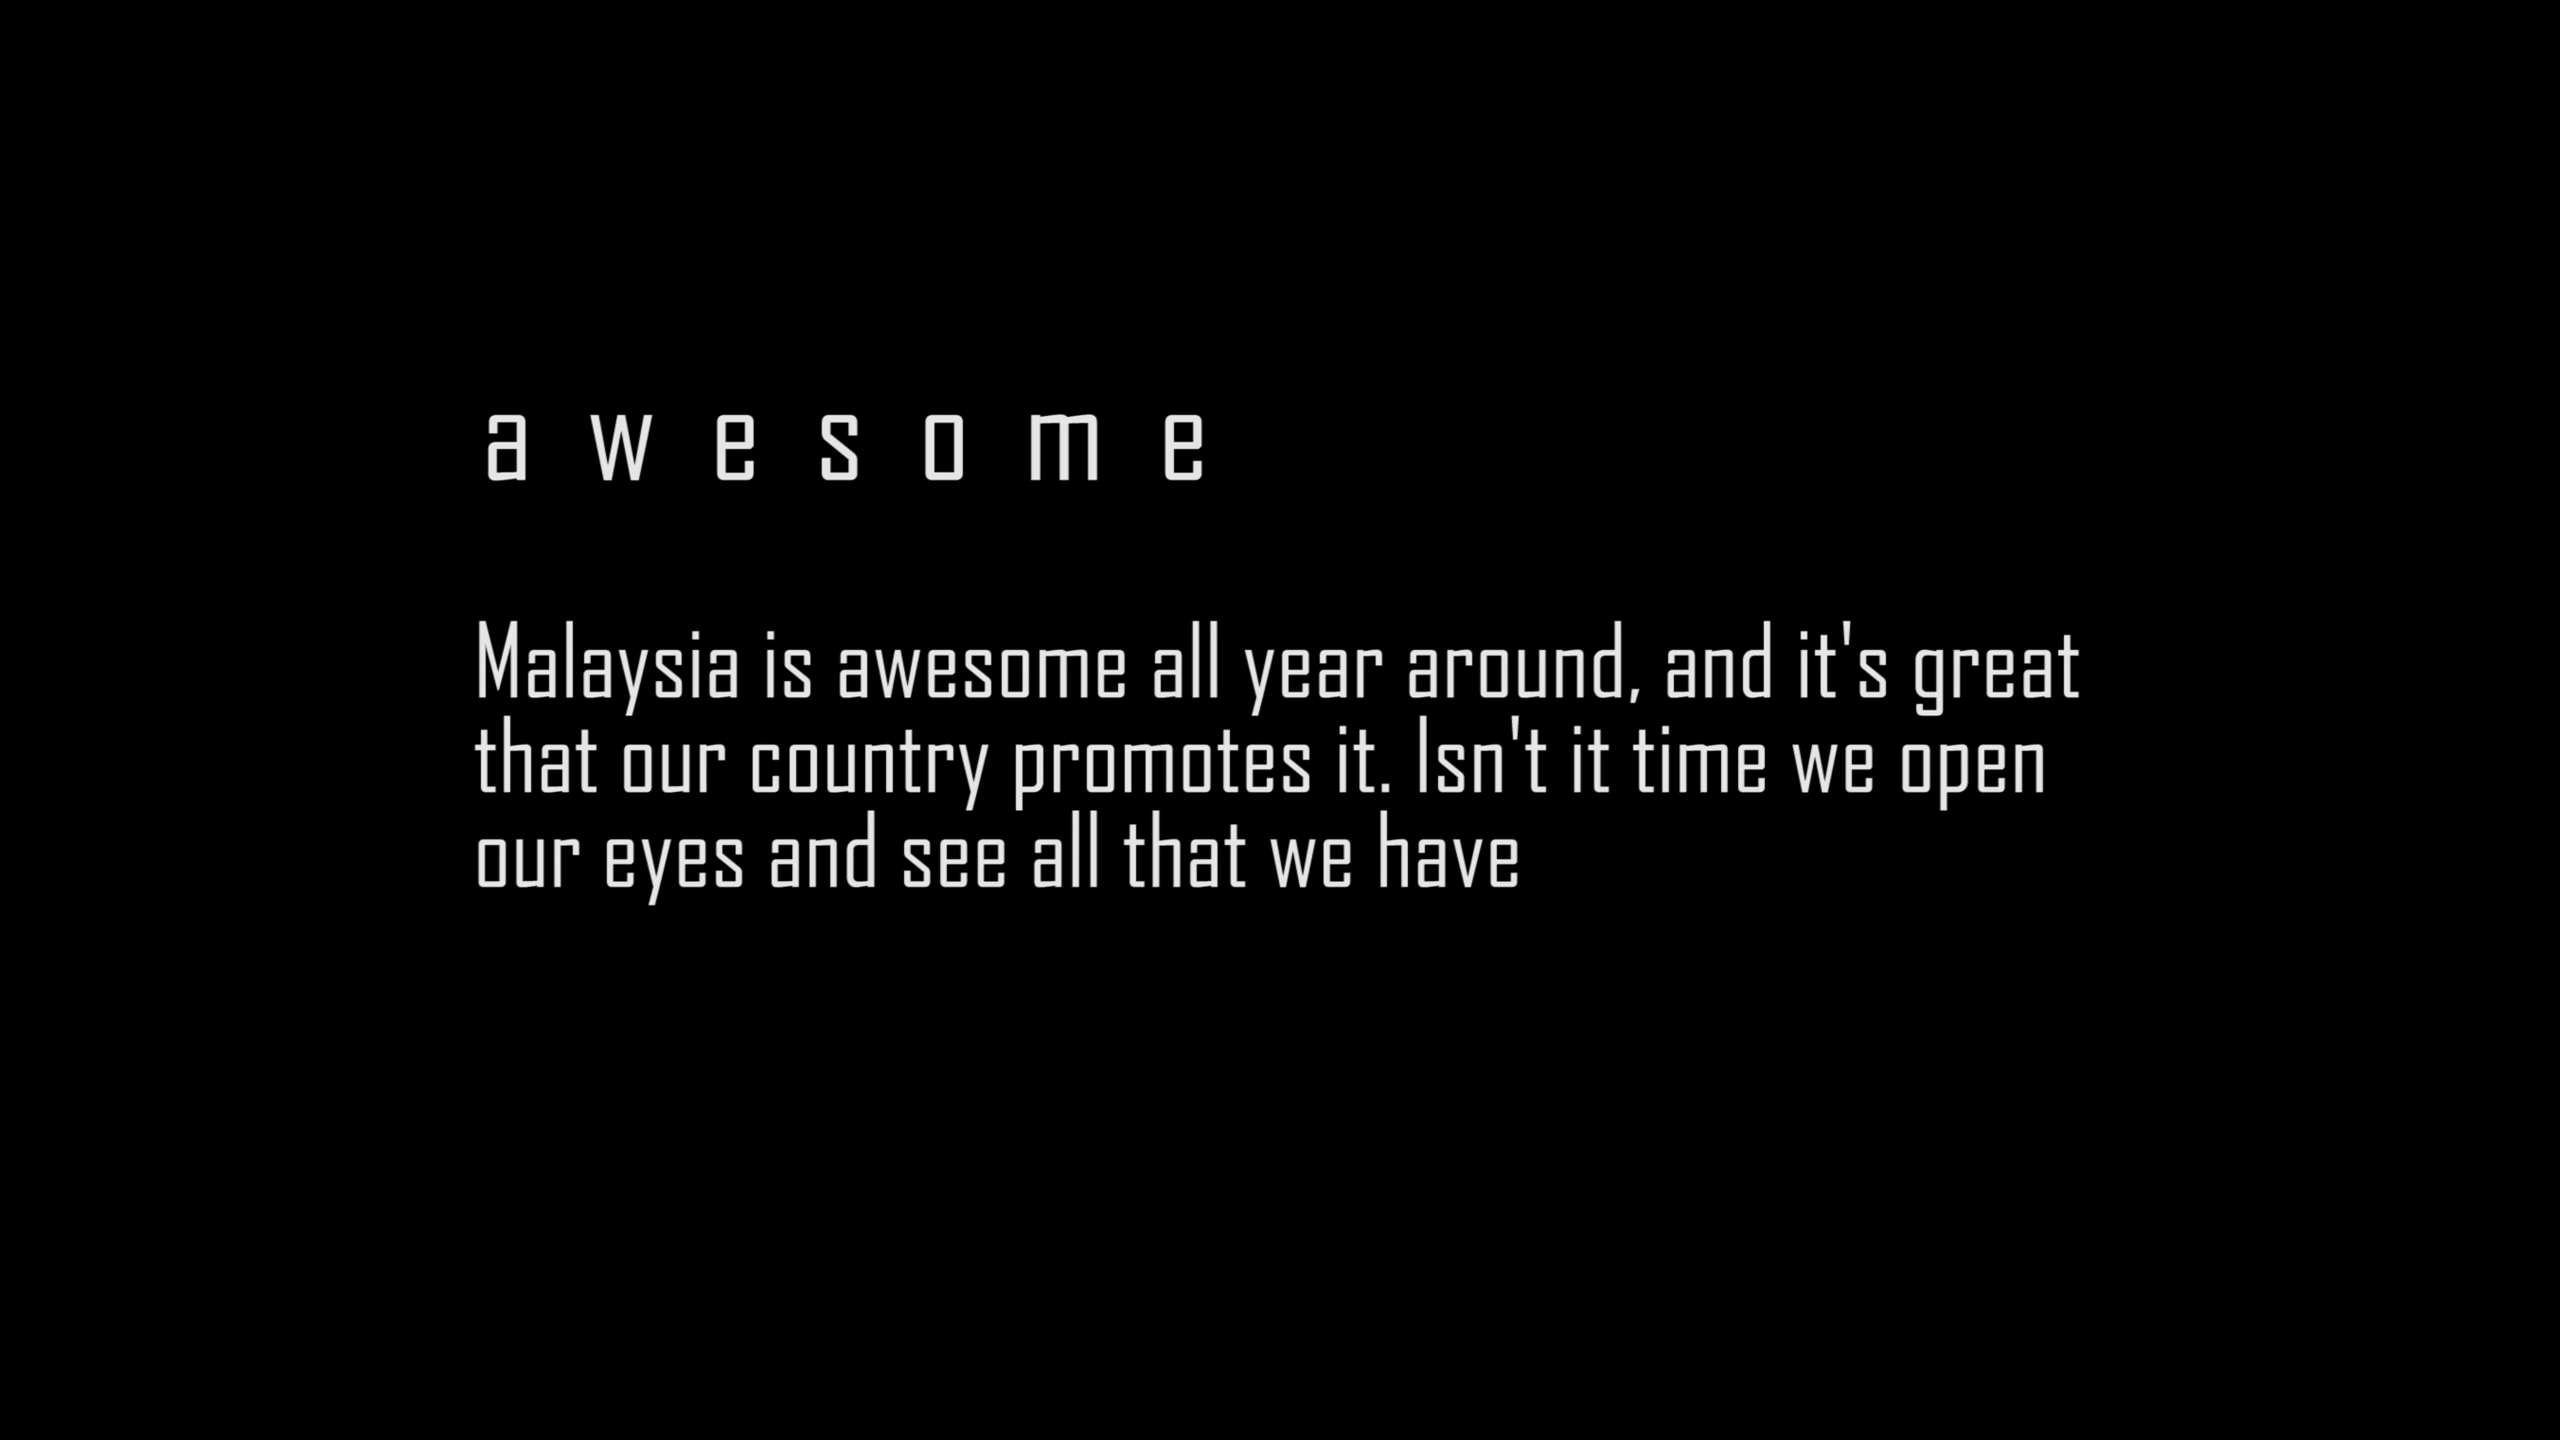 awesome
Malaysia is awesome all year around, and it's great
that our country promotes it. Isn't it time we open
our eyes and see all that we have